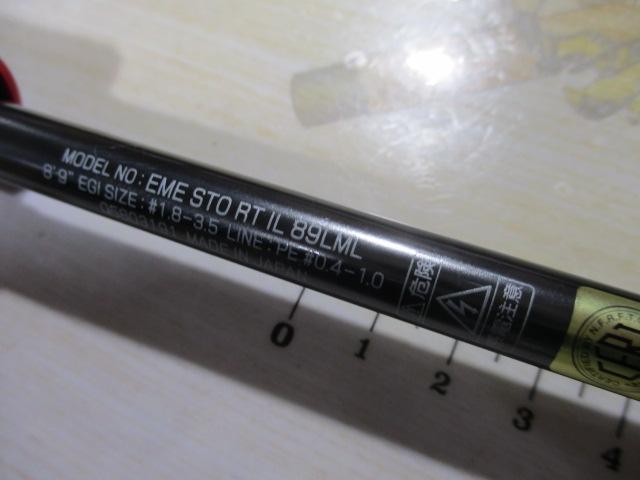 MODEL NO: EME STO RT IL 89LML
8'9" EGI SIZE: #1.8-3.5 LINE: PE #0.4-1.0
MADE IN JAPAN
危険
注意
0 1 2 3 4